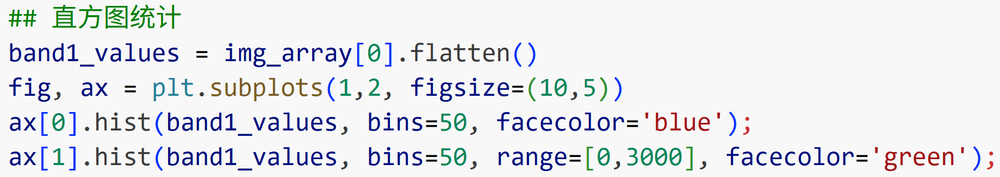 ## 直方图统计
band1_values = img_array[0].flatten()
fig, ax = plt.subplots(1,2, figsize=(10,5))
ax[0].hist(band1_values, bins=50, facecolor='blue');
ax[1].hist(band1_values, bins=50, range=[0,3000], facecolor='green');